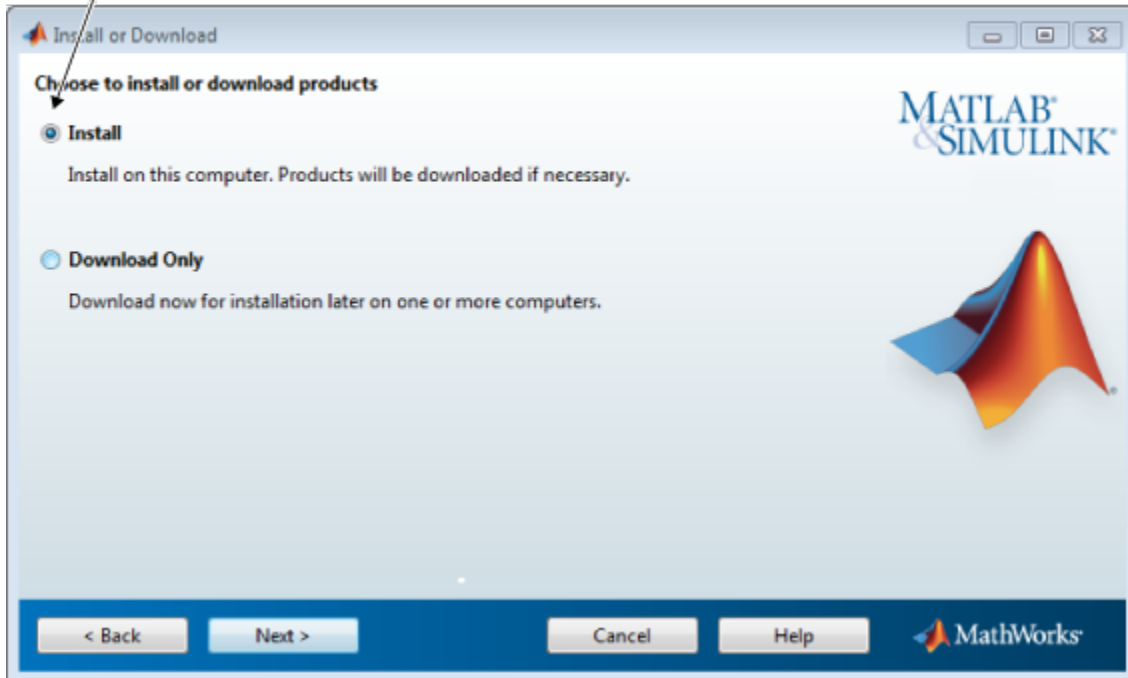 Install or Download
Choose to install or download products
Install
Install on this computer. Products will be downloaded if necessary.
Download Only
Download now for installation later on one or more computers.
MATLAB®
&SIMULINK®
®
< Back
Next >
Cancel
Help
MathWorks®